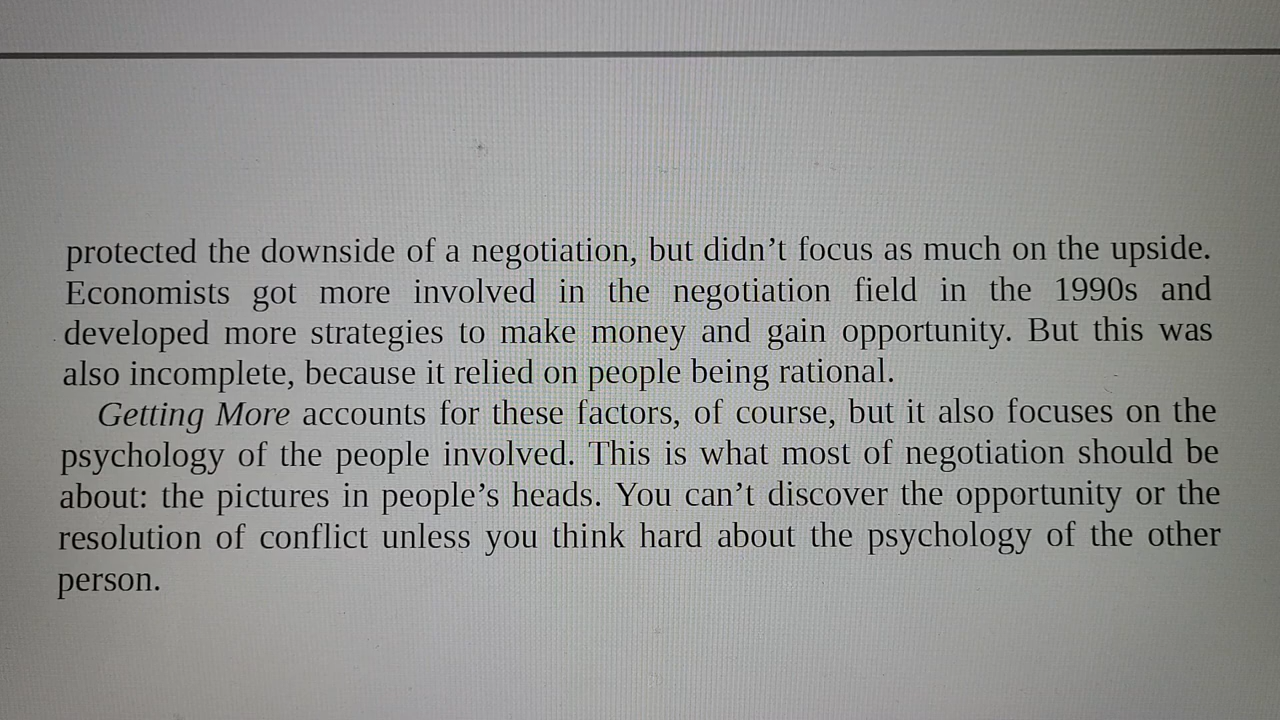 protected the downside of a negotiation, but didn’t focus as much on the upside.
Economists got more involved in the negotiation field in the 1990s and
developed more strategies to make money and gain opportunity. But this was
also incomplete, because it relied on people being rational.
Getting More accounts for these factors, of course, but it also focuses on the
psychology of the people involved. This is what most of negotiation should be
about: the pictures in people’s heads. You can’t discover the opportunity or the
resolution of conflict unless you think hard about the psychology of the other
person.